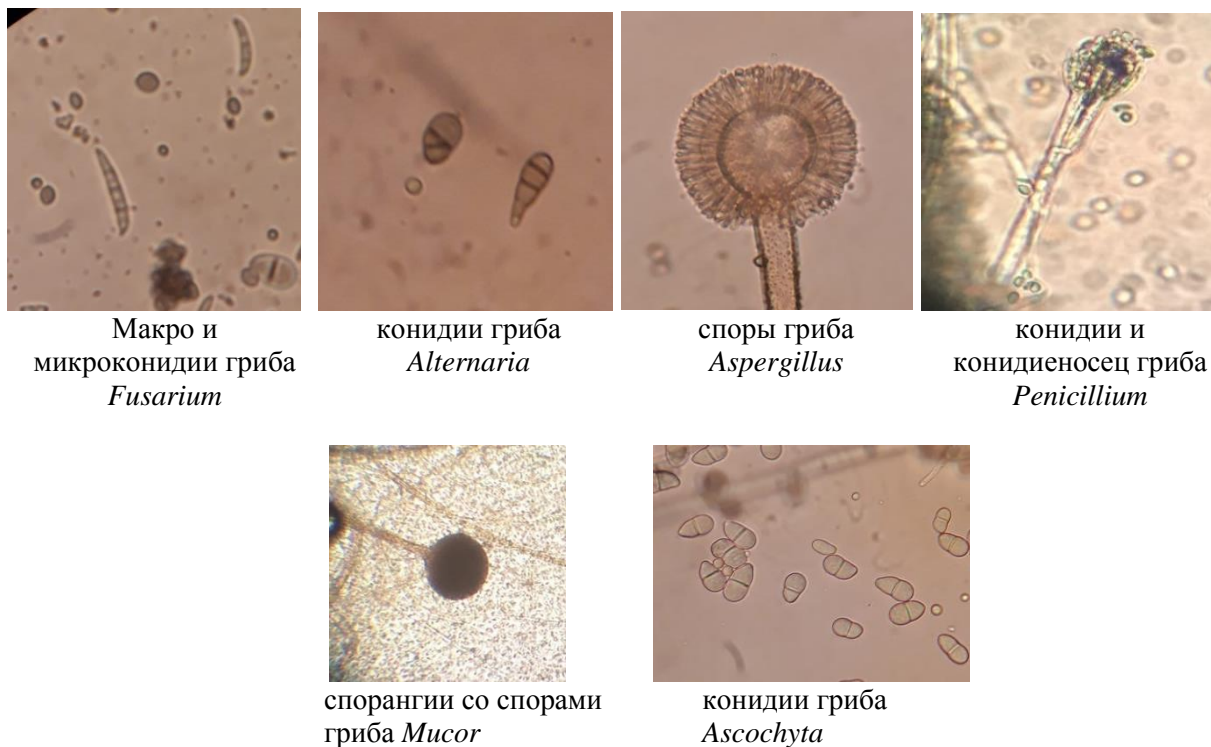 Макро и
микроконидии гриба
Fusarium
конидии гриба
Alternaria
споры гриба
Aspergillus
конидии и
конидиеносец гриба
Penicillium
спорангии со спорами
гриба Mucor
конидии гриба
Ascochyta